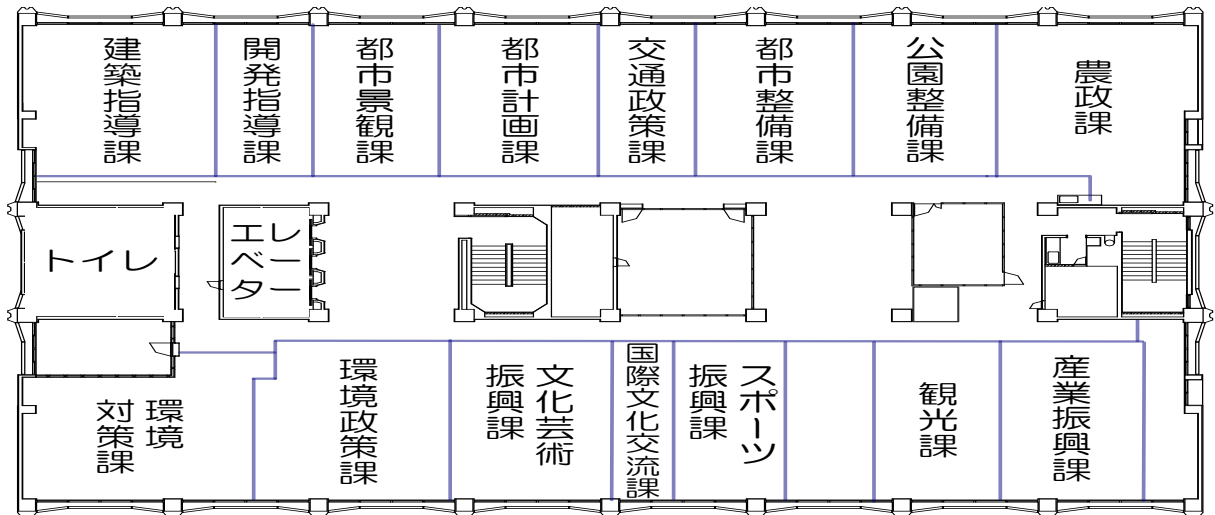 建築指導課
開発指導課
都市景観課
都市計画課
交通政策課
都市整備課
公園整備課
農政課
トイレ
エレ
ベー
ター
環境
対策課
環境政策課
文化芸術
振興課
国際文化交流課
スポーツ
振興課
観光課
産業振興課